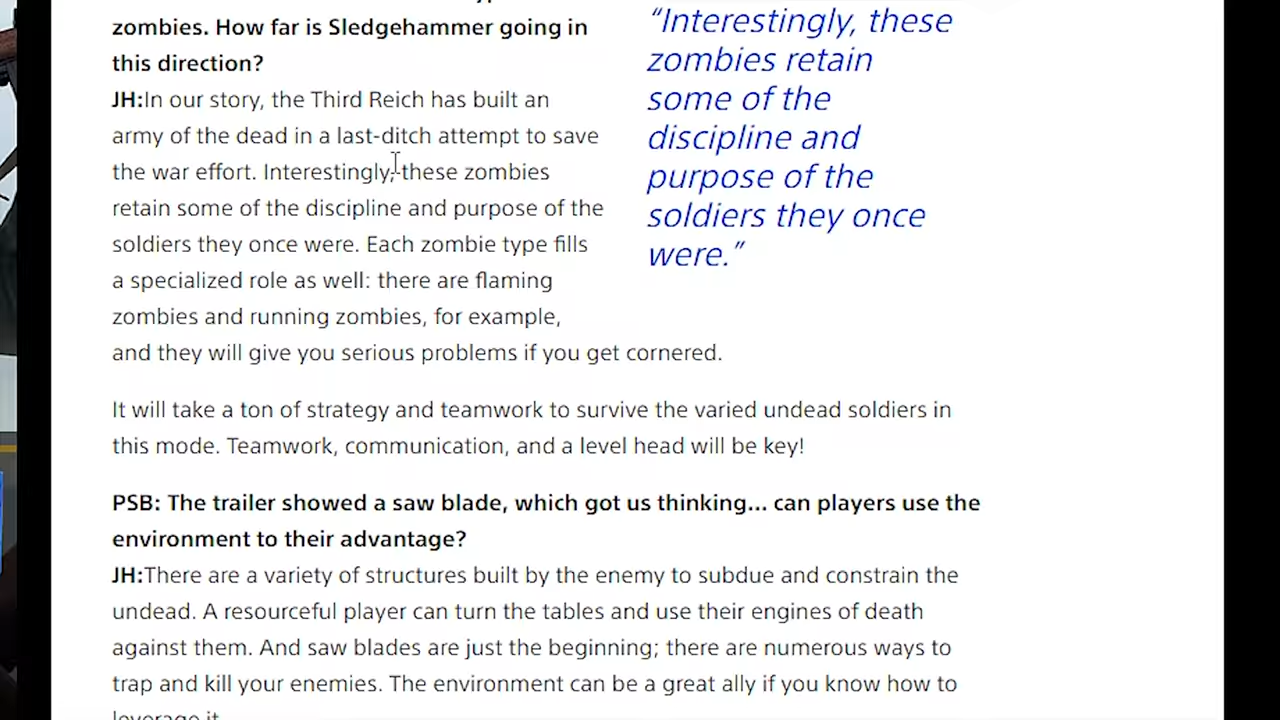 zombies. How far is Sledgehammer going in
this direction?
JH:In our story, the Third Reich has built an
army of the dead in a last-ditch attempt to save
the war effort. Interestingly, these zombies
retain some of the discipline and purpose of the
soldiers they once were. Each zombie type fills
a specialized role as well: there are flaming
zombies and running zombies, for example,
and they will give you serious problems if you get cornered.
“Interestingly, these
zombies retain
some of the
discipline and
purpose of the
soldiers they once
were.”
It will take a ton of strategy and teamwork to survive the varied undead soldiers in
this mode. Teamwork, communication, and a level head will be key!
PSB: The trailer showed a saw blade, which got us thinking… can players use the
environment to their advantage?
JH:There are a variety of structures built by the enemy to subdue and constrain the
undead. A resourceful player can turn the tables and use their engines of death
against them. And saw blades are just the beginning; there are numerous ways to
trap and kill your enemies. The environment can be a great ally if you know how to
leverage it